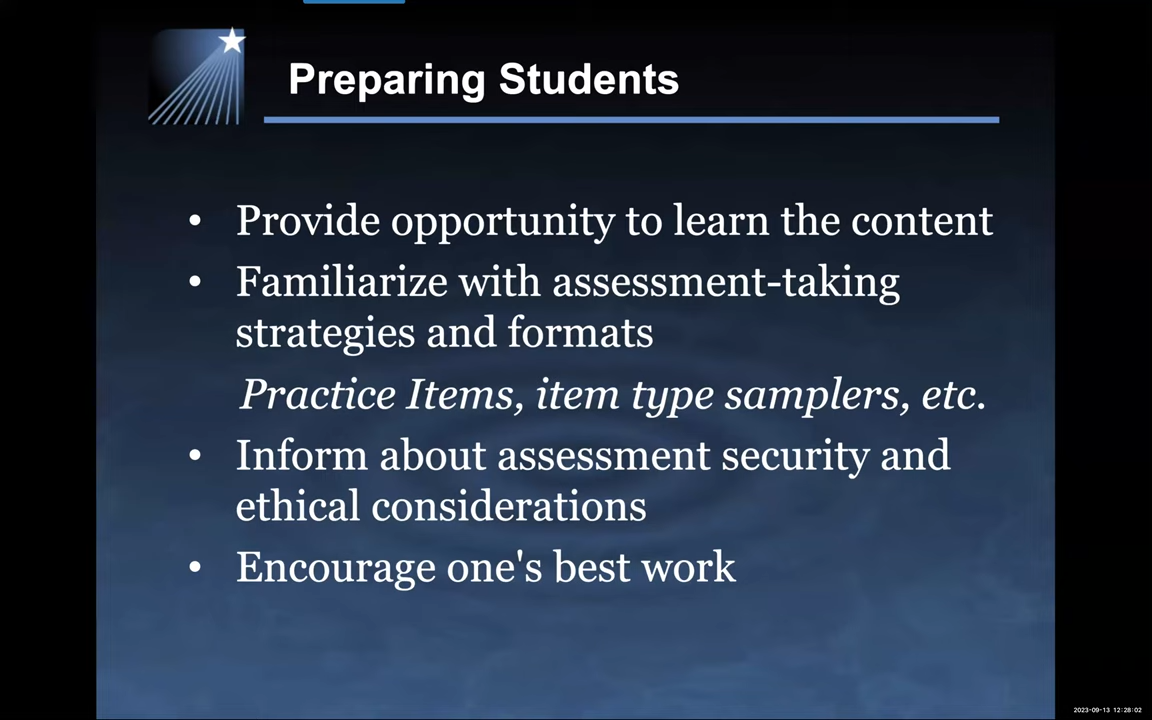 Preparing Students
• Provide opportunity to learn the content
• Familiarize with assessment-taking
strategies and formats
Practice Items, item type samplers, etc.
• Inform about assessment security and
ethical considerations
• Encourage one's best work
2023-09-13 12:28:02